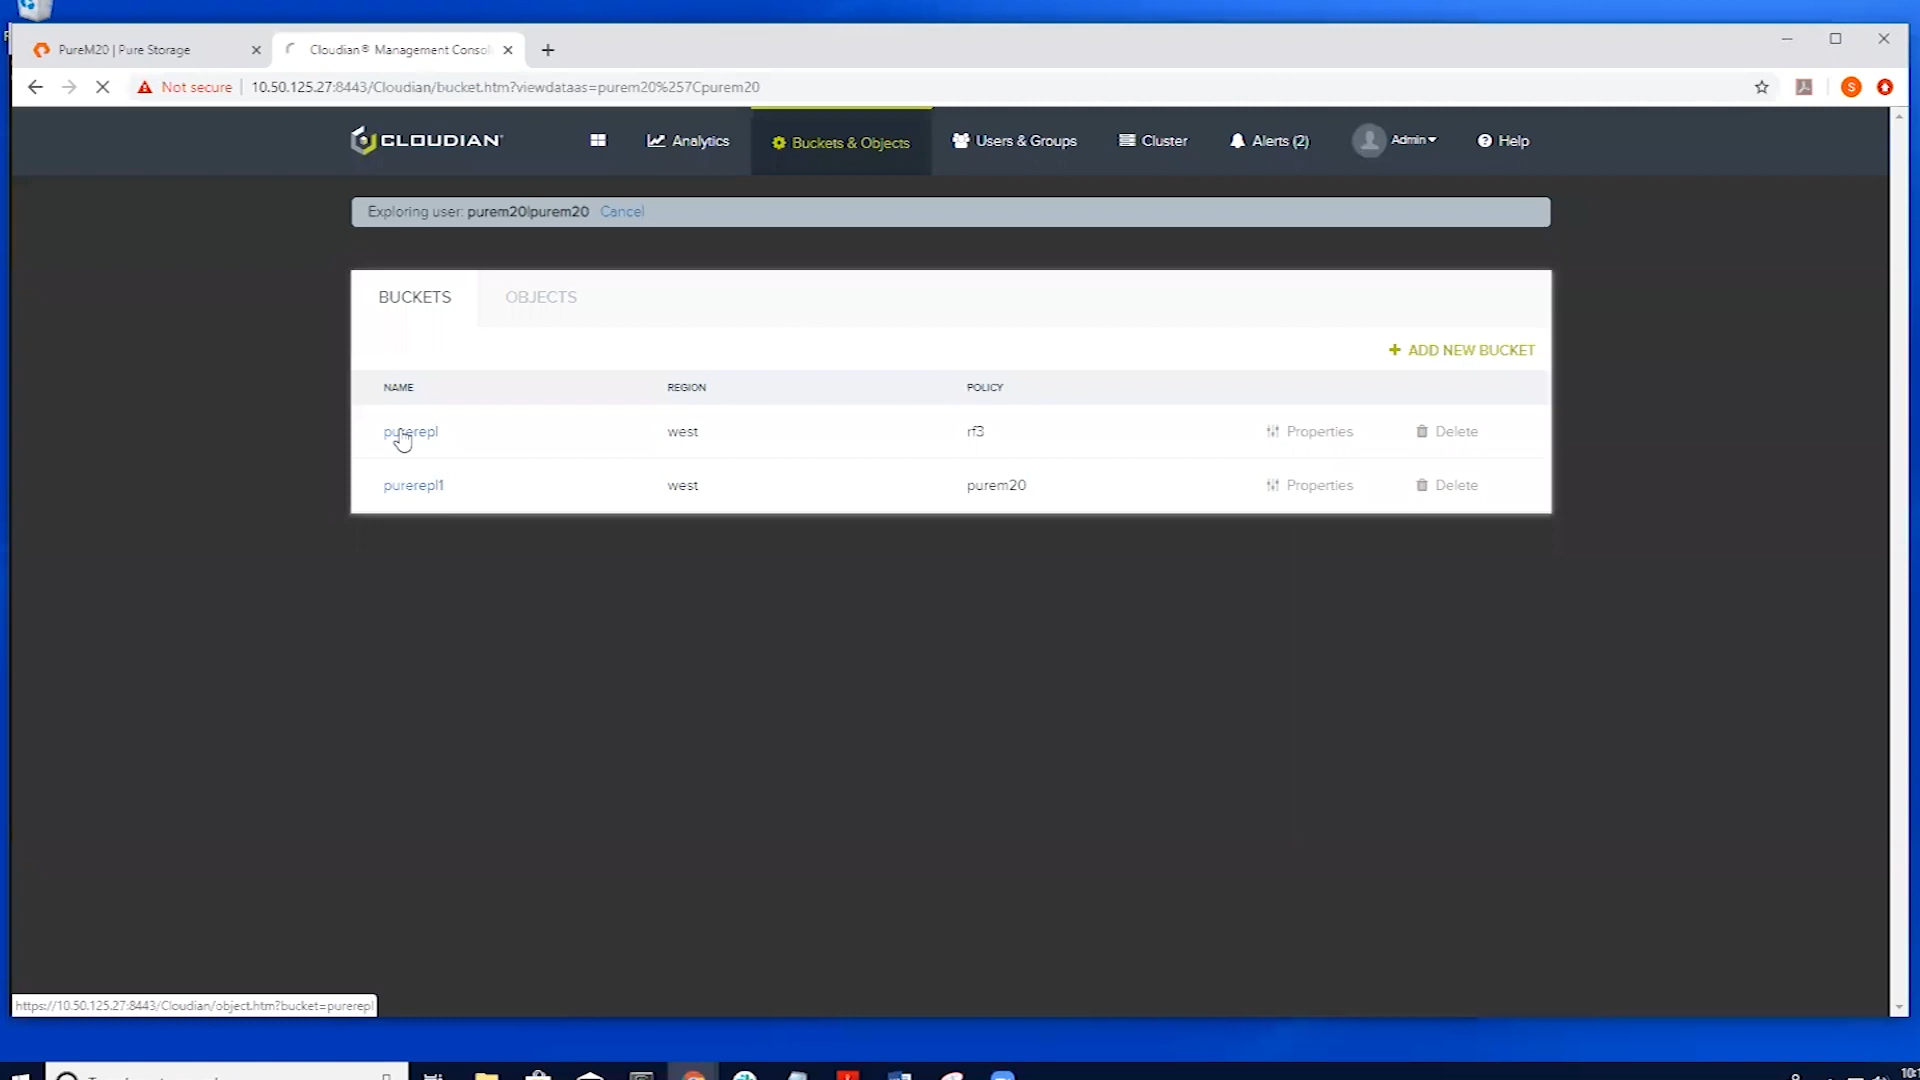 PureM20 | Pure Storage
Cloudian® Management Consol
Not secure
10.50.125.27:8443/Cloudian/bucket.htm?viewdataas=purem20%257Cpurem20
S
CLOUDIAN®
Analytics
Buckets & Objects
Users & Groups
Cluster
Alerts (2)
Admin
Help
Exploring user: purem20|purem20 Cancel
BUCKETS
OBJECTS
+ ADD NEW BUCKET
NAME REGION POLICY
purerepl west rf3 Properties Delete
purerepl1 west purem20 Properties Delete
https://10.50.125.27:8443/Cloudian/object.htm?bucket=purerepl